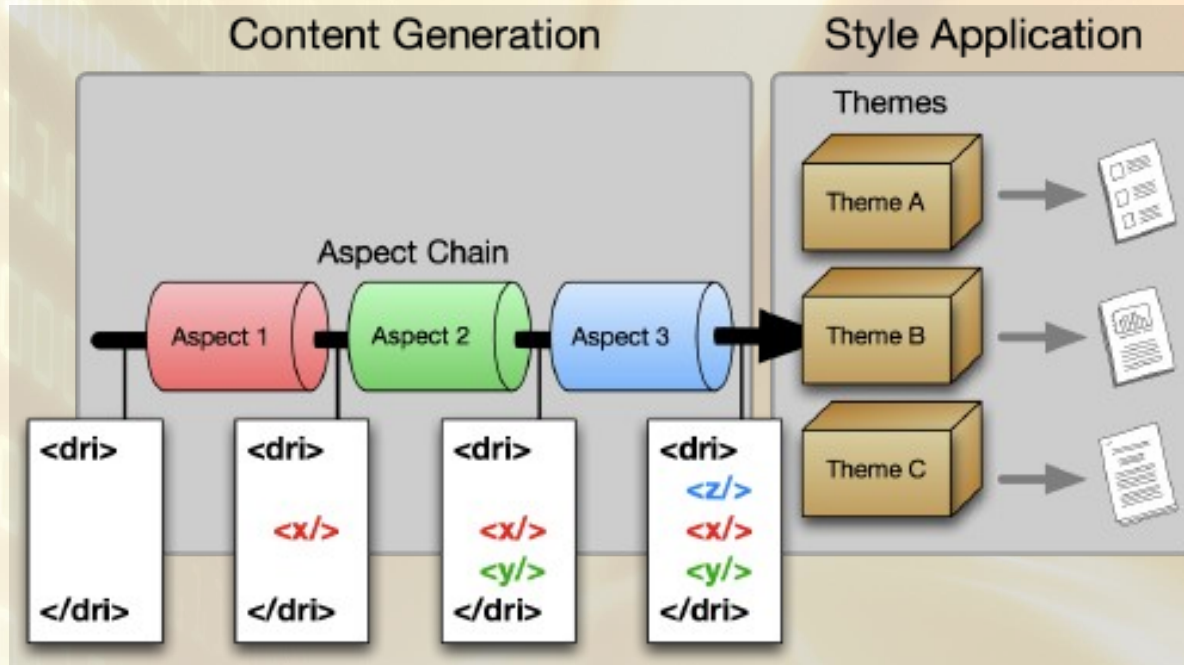 Content Generation
Style Application
Themes
Theme A
Aspect Chain
Aspect 1
Aspect 2
Aspect 3
Theme B
Theme C
<dri>
</dri>
<dri>
<x/>
</dri>
<dri>
<x/>
<y/>
</dri>
<dri>
<z/>
<x/>
<y/>
</dri>